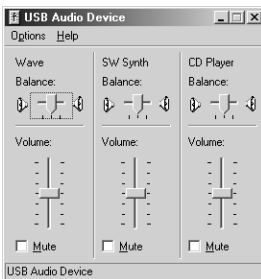 USB Audio Device
Options Help
Wave SW Synth CD Player
Balance: Balance: Balance:
Volume: Volume: Volume:
Mute Mute Mute
USB Audio Device